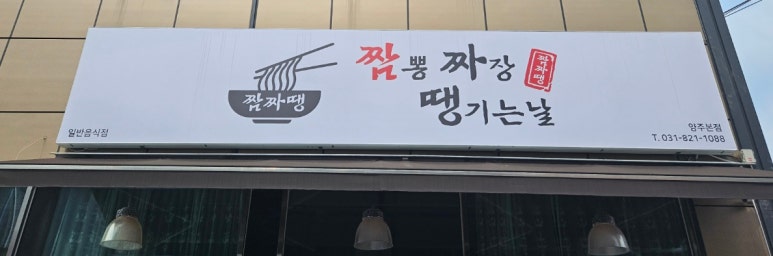 짬뽕 짜장
짬짜땡
땡기는날
짬짜땡
일반음식점
양주본점
T. 031-821-1088